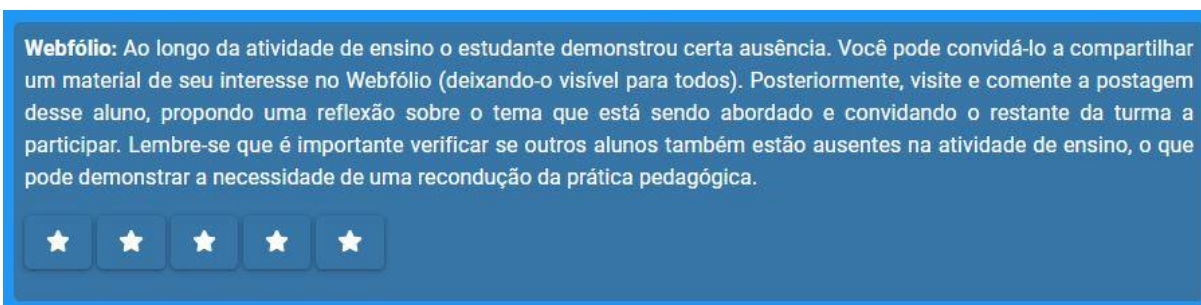 Webfólio: Ao longo da atividade de ensino o estudante demonstrou certa ausência. Você pode convidá-lo a compartilhar
um material de seu interesse no Webfólio (deixando-o visível para todos). Posteriormente, visite e comente a postagem
desse aluno, propondo uma reflexão sobre o tema que está sendo abordado e convidando o restante da turma a
participar. Lembre-se que é importante verificar se outros alunos também estão ausentes na atividade de ensino, o que
pode demonstrar a necessidade de uma recondução da prática pedagógica.